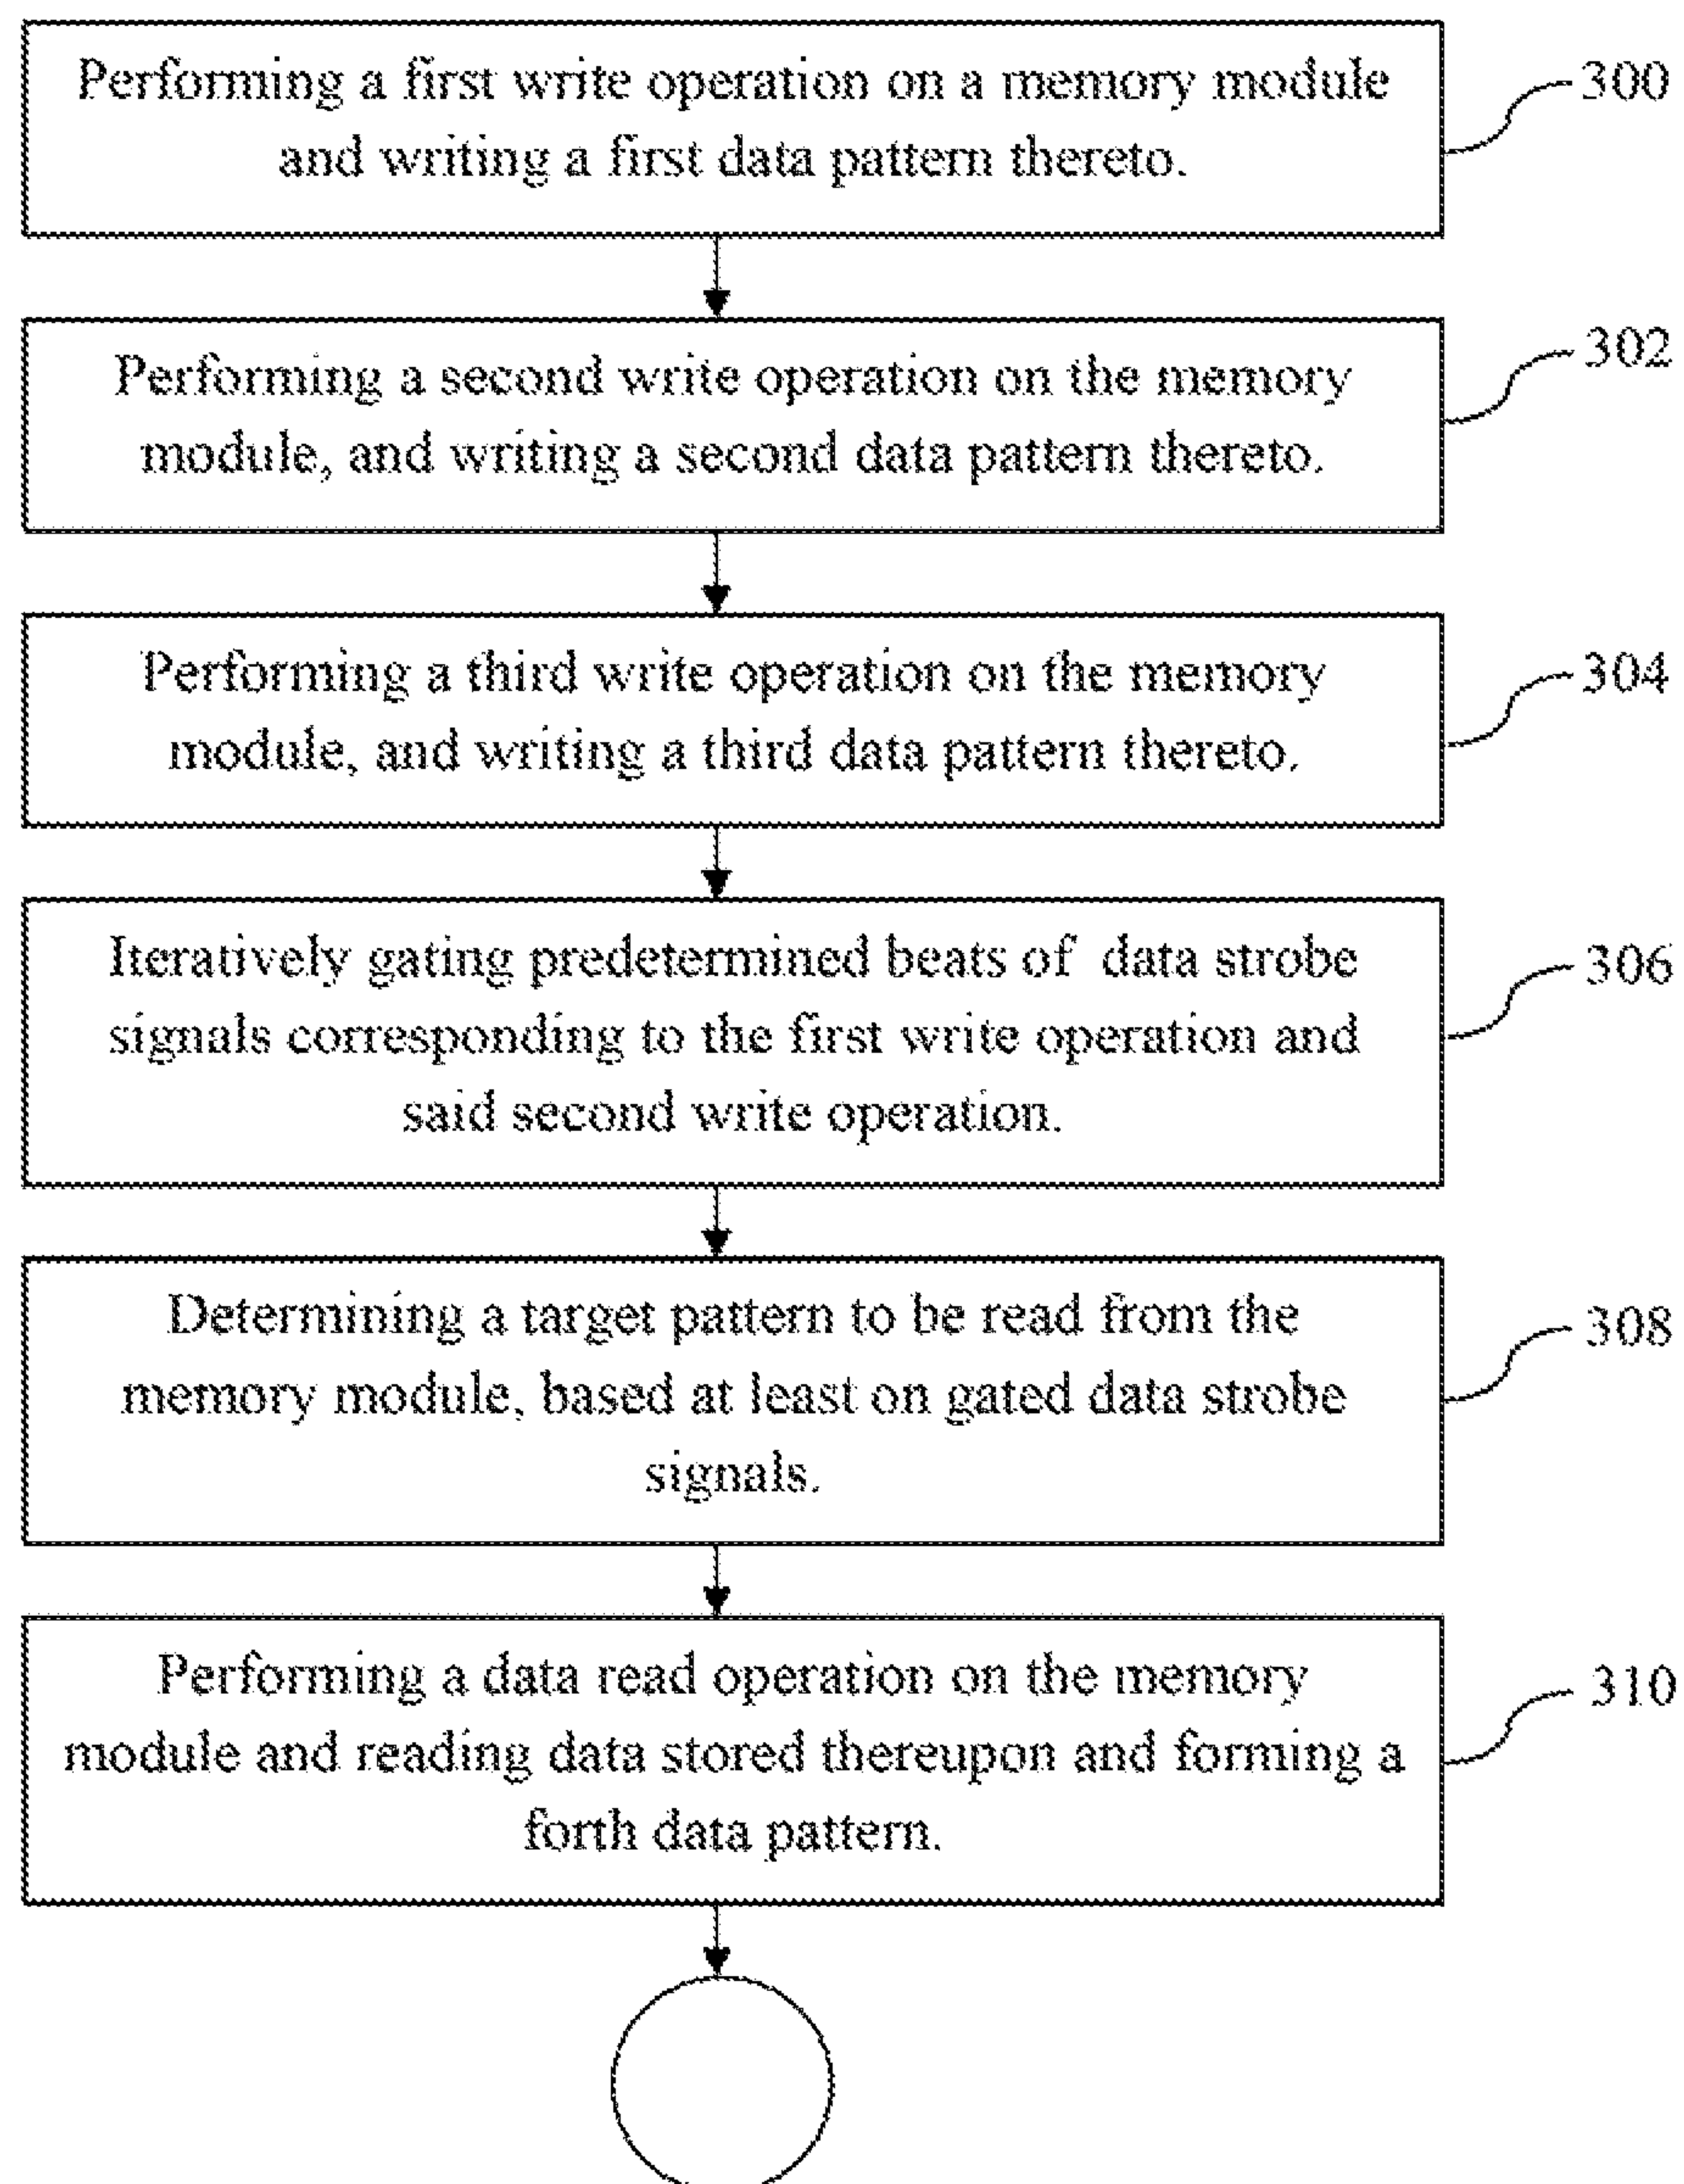 Performing a first write operation on a memory module
and writing a first data pattern thereto.
300
Performing a second write operation on the memory
module, and writing a second data pattern thereto.
302
Performing a third write operation on the memory
module, and writing a third data pattern thereto.
304
Iteratively gating predetermined beats of data strobe
signals corresponding to the first write operation and
said second write operation.
306
Determining a target pattern to be read from the
memory module, based at least on gated data strobe
signals.
308
Performing a data read operation on the memory
module and reading data stored thereupon and forming a
forth data pattern.
310